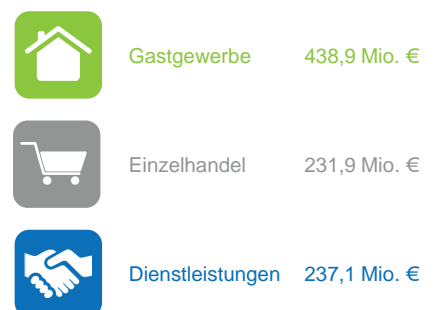 Gastgewerbe 438,9 Mio. €
Einzelhandel 231,9 Mio. €
Dienstleistungen 237,1 Mio. €